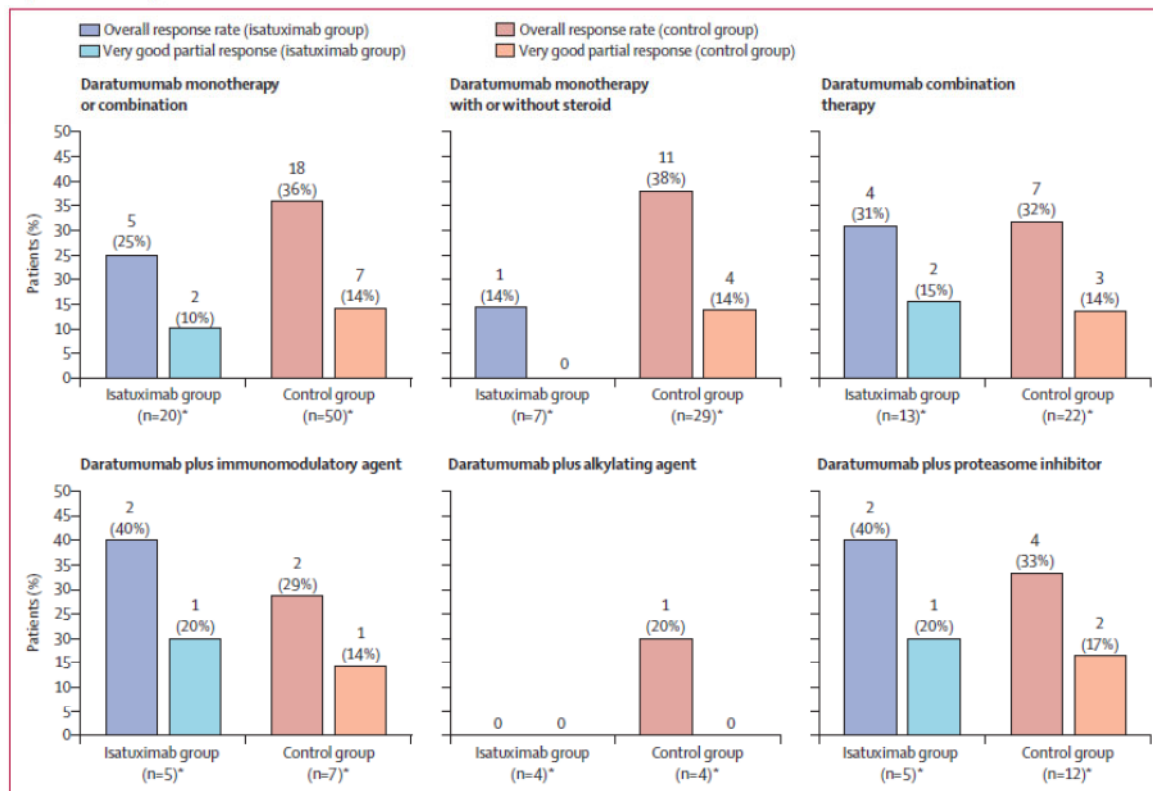 Overall response rate (isatuximab group)
Very good partial response (isatuximab group)
Overall response rate (control group)
Very good partial response (control group)
Daratumumab monotherapy
or combination
Patients (%)
50
45
40
35
30
25
30
15
10
5
0
5
(25%)
2
(10%)
18
(36%)
7
(14%)
Isatuximab group
(n=20)*
Control group
(n=50)*
Daratumumab monotherapy
with or without steroid
1
(14%)
0
11
(38%)
4
(14%)
Isatuximab group
(n=7)*
Control group
(n=29)*
Daratumumab combination
therapy
4
(31%)
2
(15%)
7
(32%)
3
(14%)
Isatuximab group
(n=13)*
Control group
(n=22)*
Daratumumab plus immunomodulatory agent
Patients (%)
50
45
40
35
30
25
30
15
10
5
0
2
(40%)
1
(20%)
2
(29%)
1
(14%)
Isatuximab group
(n=5)*
Control group
(n=7)*
Daratumumab plus alkylating agent
0
0
1
(20%)
0
Isatuximab group
(n=4)*
Control group
(n=4)*
Daratumumab plus proteasome inhibitor
2
(40%)
1
(20%)
4
(33%)
2
(17%)
Isatuximab group
(n=5)*
Control group
(n=12)*